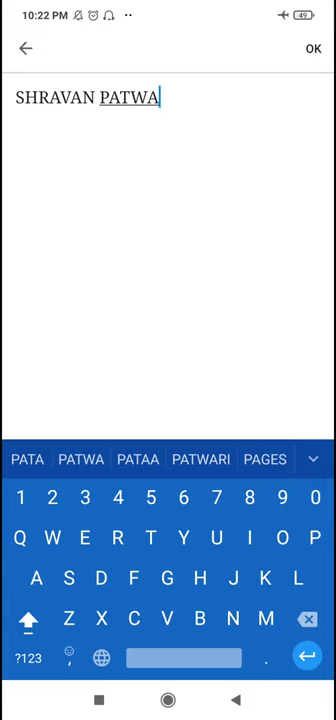 10:22 PM 49
OK
SHRAVAN PATWA
PATA PATWA PATAA PATWARI PAGES
1 2 3 4 5 6 7 8 9 0
Q W E R T Y U I O P
A S D F G H J K L
Z X C V B N M
?123 , .